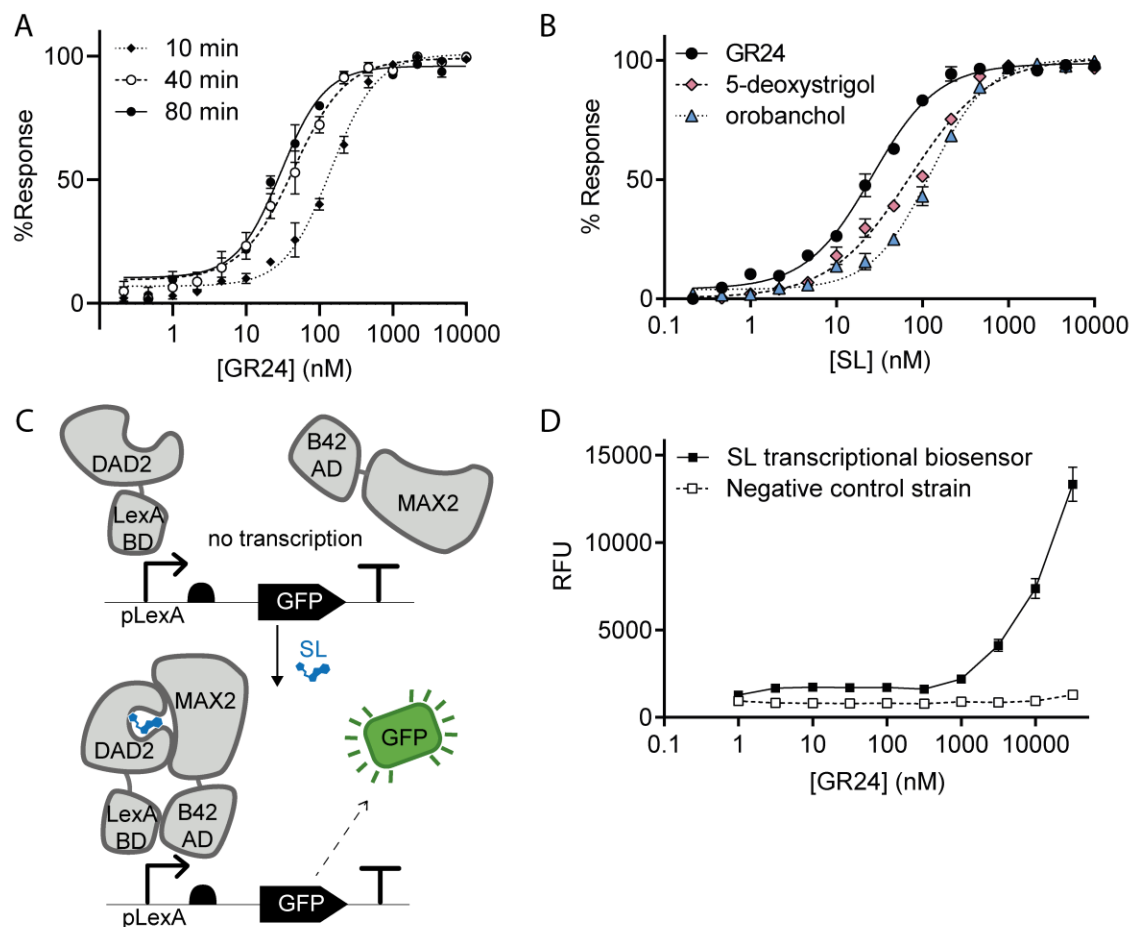 A
10 min
40 min
80 min
100
50
0
%Response
1
10
100
1000
10000
[GR24] (nM)
B
GR24
5-deoxystrigol
orobanchol
100
50
0
% Response
0.1
1
10
100
1000
10000
[SL] (nM)
C
DAD2
LexA
BD
B42
AD
MAX2
no transcription
pLexA
GFP
SL
MAX2
DAD2
LexA
BD
B42
AD
GFP
pLexA
GFP
D
SL transcriptional biosensor
Negative control strain
15000
10000
5000
0
RFU
0.1
1
10
100
1000
10000
[GR24] (nM)